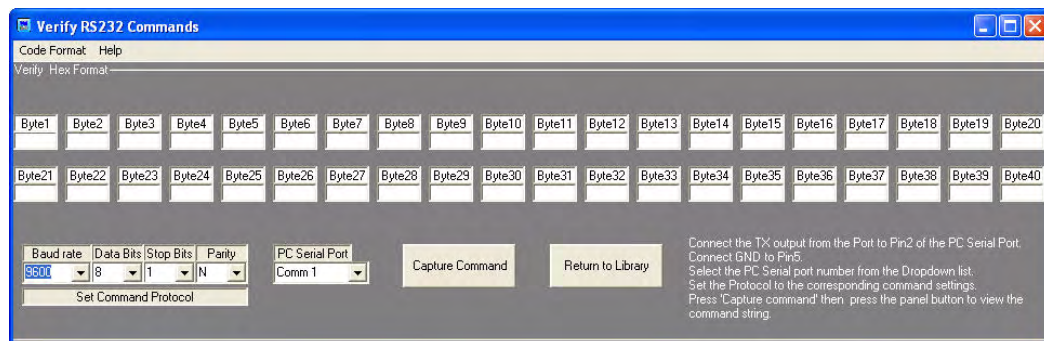 Verify RS232 Commands
Code Format Help
Verify Hex Format
Byte1 Byte2 Byte3 Byte4 Byte5 Byte6 Byte7 Byte8 Byte9 Byte10 Byte11 Byte12 Byte13 Byte14 Byte15 Byte16 Byte17 Byte18 Byte19 Byte20
Byte21 Byte22 Byte23 Byte24 Byte25 Byte26 Byte27 Byte28 Byte29 Byte30 Byte31 Byte32 Byte33 Byte34 Byte35 Byte36 Byte37 Byte38 Byte39 Byte40
Baud rate Data Bits Stop Bits Parity
9600 8 1 N
Set Command Protocol
PC Serial Port
Comm 1
Capture Command
Return to Library
Connect the TX output from the Port to Pin2 of the PC Serial Port.
Connect GND to Pin5.
Select the PC Serial port number from the Dropdown list.
Set the Protocol to the corresponding command settings.
Press 'Capture command' then press the panel button to view the
command string.